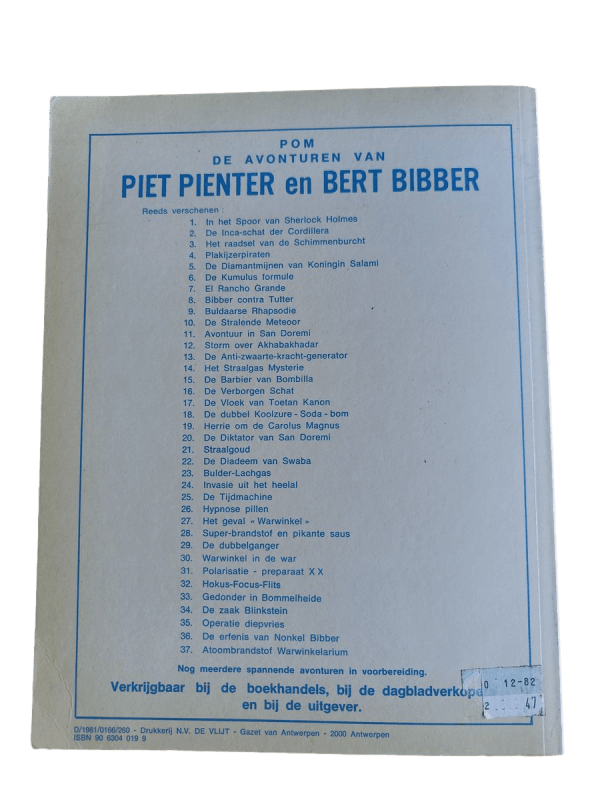 POM
DE AVONTUREN VAN
PIET PIENTER en BERT BIBBER
Reeds verschenen :
1. In het Spoor van Sherlock Holmes
2. De Inca-schat der Cordillera
3. Het raadsel van de Schimmenburcht
4. Plakijzerpiraten
5. De Diamantmijnen van Koningin Salami
6. De Kumulus formule
7. El Rancho Grande
8. Bibber contra Tutter
9. Buldaarse Rhapsodie
10. De Stralende Meteoor
11. Avontuur in San Doremi
12. Storm over Akhabakhadar
13. De Anti-zwaarte-kracht-generator
14. Het Straalgas Mysterie
15. De Barbier van Bombilla
16. De Verborgen Schat
17. De Vloek van Toetan Kanon
18. De dubbel Koolzure - Soda - bom
19. Herrie om de Carolus Magnus
20. De Diktator van San Doremi
21. Straalgoud
22. De Diadeem van Swaba
23. Bulder-Lachgas
24. Invasie uit het heelal
25. De Tijdmachine
26. Hypnose pillen
27. Het geval « Warwinkel »
28. Super-brandstof en pikante saus
29. De dubbelganger
30. Warwinkel in de war
31. Polarisatie - preparaat X X
32. Hokus-Focus-Flits
33. Gedonder in Bommelheide
34. De zaak Blinkstein
35. Operatie diepvries
36. De erfenis van Nonkel Bibber
37. Atoombrandstof Warwinkelarium
Nog meerdere spannende avonturen in voorbereiding.
Verkrijgbaar bij de boekhandels, bij de dagbladverkope
en bij de uitgever.
0 12-82
2 47
D/1981/0166/260 - Drukkerij N.V. DE VLIJT - Gazet van Antwerpen - 2000 Antwerpen
ISBN 90 6304 019 9